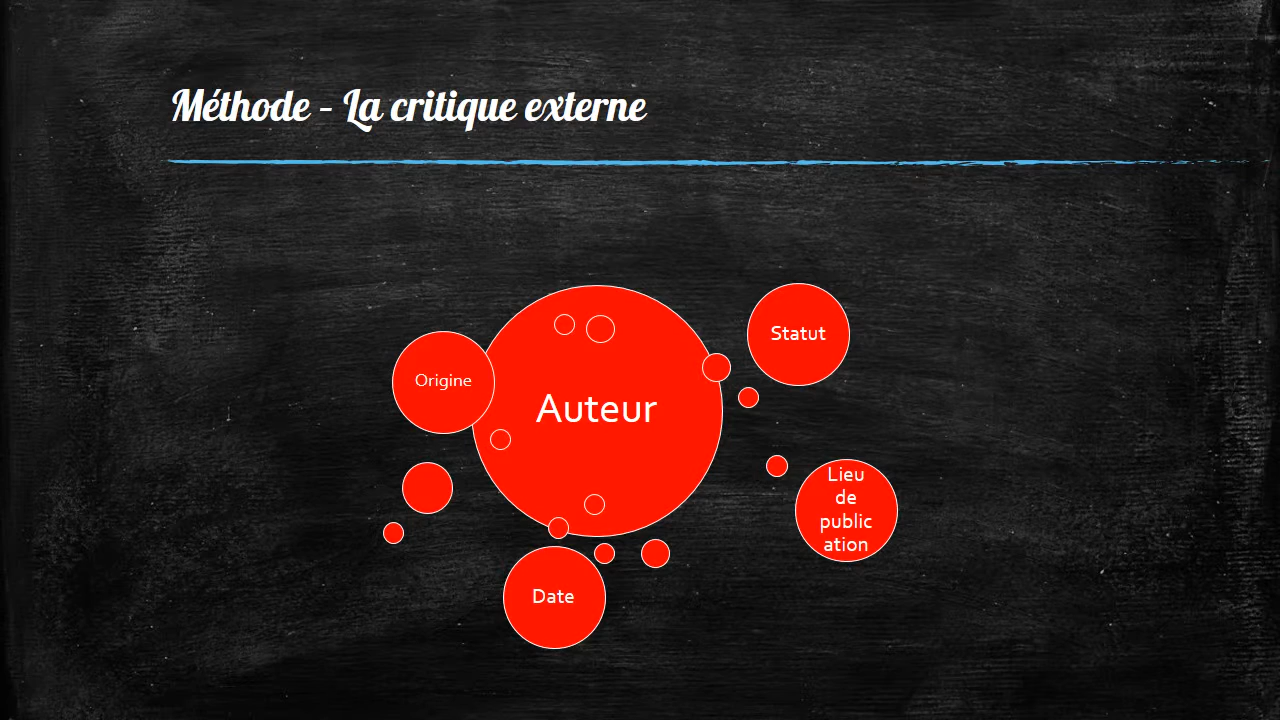 Méthode – La critique externe
Statut
Origine
Auteur
Lieu
de
public
ation
Date